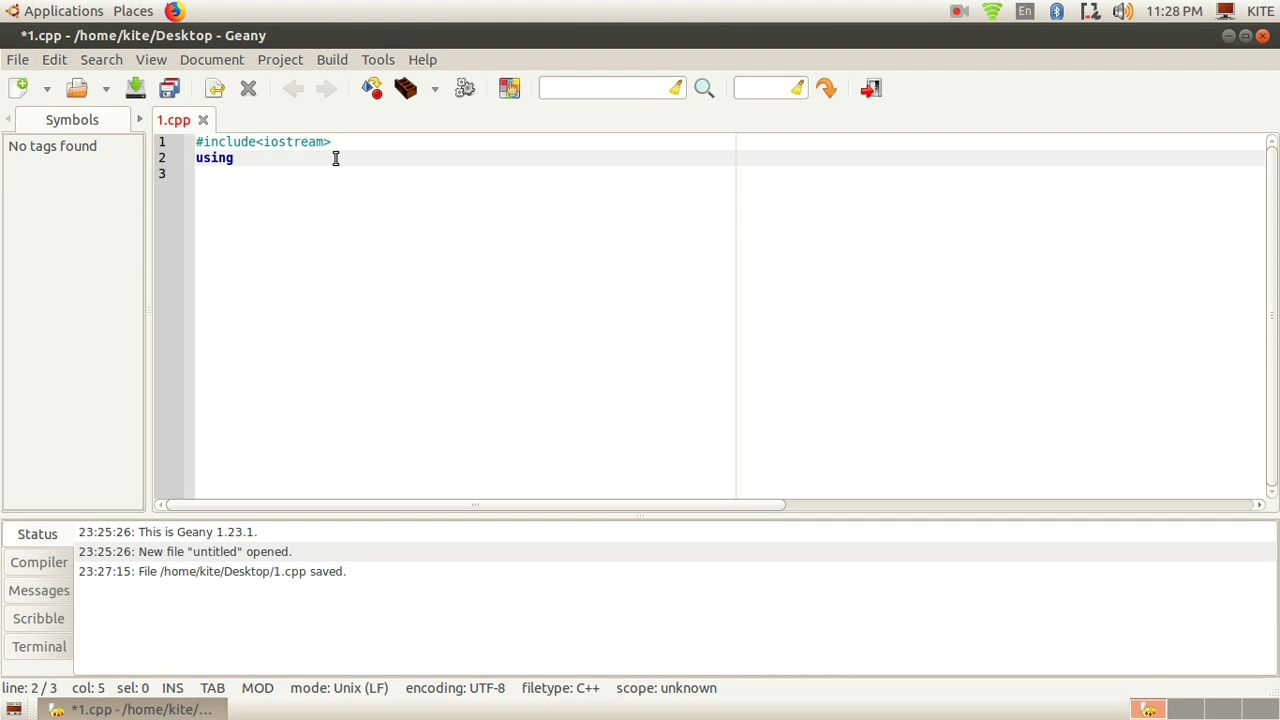 Applications Places En 11:28 PM KITE
*1.cpp - /home/kite/Desktop - Geany
File Edit Search View Document Project Build Tools Help
Symbols 1.cpp
No tags found
1 #include<iostream>
2 using
3
Status 23:25:26: This is Geany 1.23.1.
23:25:26: New file "untitled" opened.
Compiler 23:27:15: File /home/kite/Desktop/1.cpp saved.
Messages
Scribble
Terminal
line: 2 / 3 col: 5 sel: 0 INS TAB MOD mode: Unix (LF) encoding: UTF-8 filetype: C++ scope: unknown
*1.cpp - /home/kite/...